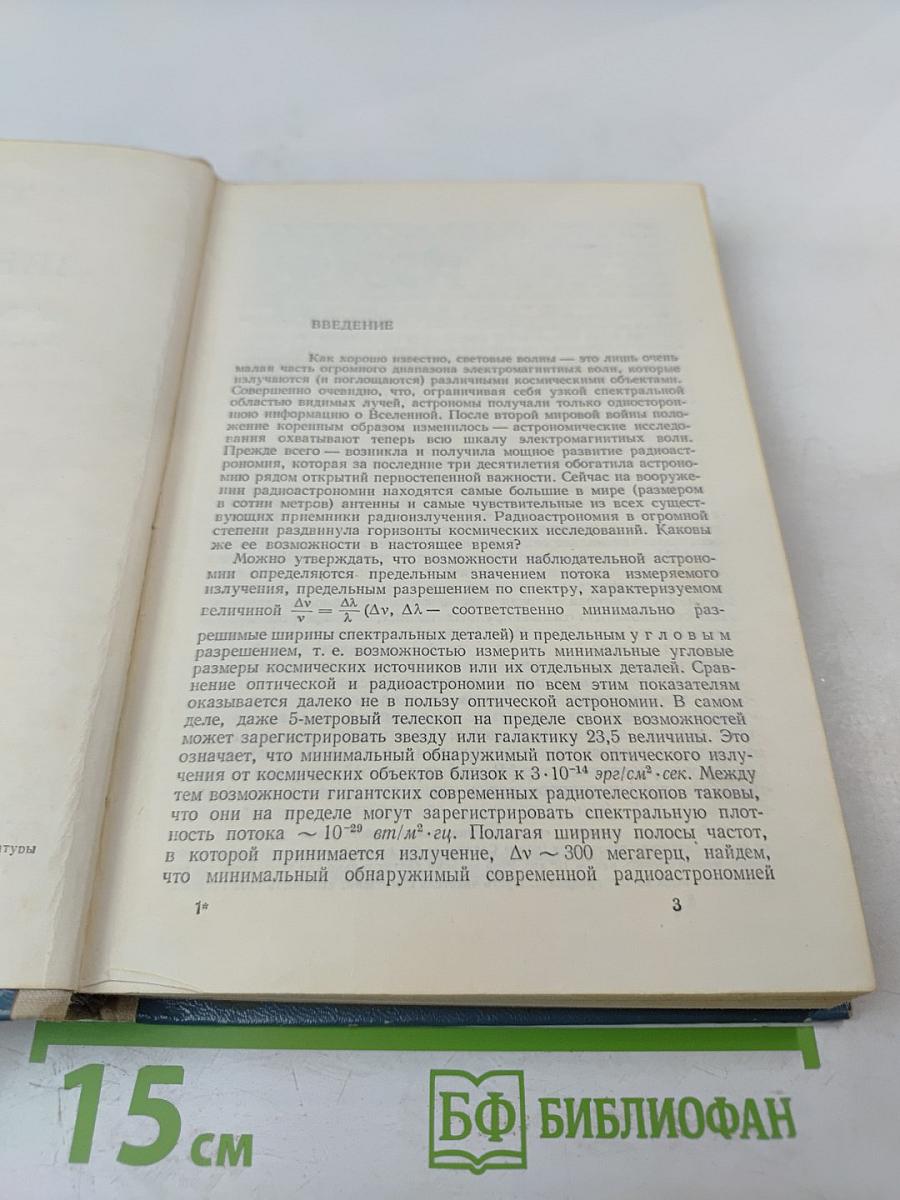 ВВЕДЕНИЕ
Как хорошо известно, световые волны — это лишь очень
малая часть огромного диапазона электромагнитных волн, которые
излучаются (и поглощаются) различными космическими объектами.
Совершенно очевидно, что, ограничивая себя узкой спектральной
областью видимых лучей, астрономы получали только односторон-
нюю информацию о Вселенной. После второй мировой войны поло-
жение коренным образом изменилось — астрономические исследо-
вания охватывают теперь всю шкалу электромагнитных волн.
Прежде всего — возникла и получила мощное развитие радиоаст-
рономия, которая за последние три десятилетия обогатила астроно-
мию рядом открытий первостепенной важности. Сейчас на вооруже-
нии радиоастрономии находятся самые большие в мире (размером
в сотни метров) антенны и самые чувствительные из всех сущест-
вующих приемники радиоизлучения. Радиоастрономия в огромной
степени раздвинула горизонты космических исследований. Каковы
же ее возможности в настоящее время?
Можно утверждать, что возможности наблюдательной астроно-
мии определяются предельным значением потока измеряемого
излучения, предельным разрешением по спектру, характеризуемом
величиной Δν/ν = Δλ/λ (Δν, Δλ — соответственно минимально раз-
решимые ширины спектральных деталей) и предельным угловым
разрешением, т. е. возможностью измерить минимальные угловые
размеры космических источников или их отдельных деталей. Срав-
нение оптической и радиоастрономии по всем этим показателям
оказывается далеко не в пользу оптической астрономии. В самом
деле, даже 5-метровый телескоп на пределе своих возможностей
может зарегистрировать звезду или галактику 23,5 величины. Это
означает, что минимальный обнаружимый поток оптического излу-
чения от космических объектов близок к 3·10⁻¹⁴ эрг/см²·сек. Между
тем возможности гигантских современных радиотелескопов таковы,
что они на пределе могут зарегистрировать спектральную плот-
ность потока ~ 10⁻²⁹ вт/м²·гц. Полагая ширину полосы частот,
в которой принимается излучение, Δν ~ 300 мегагерц, найдем,
что минимальный обнаружимый современной радиоастрономией
1*
3
атуры
15 см
БФ БИБЛИОФАН